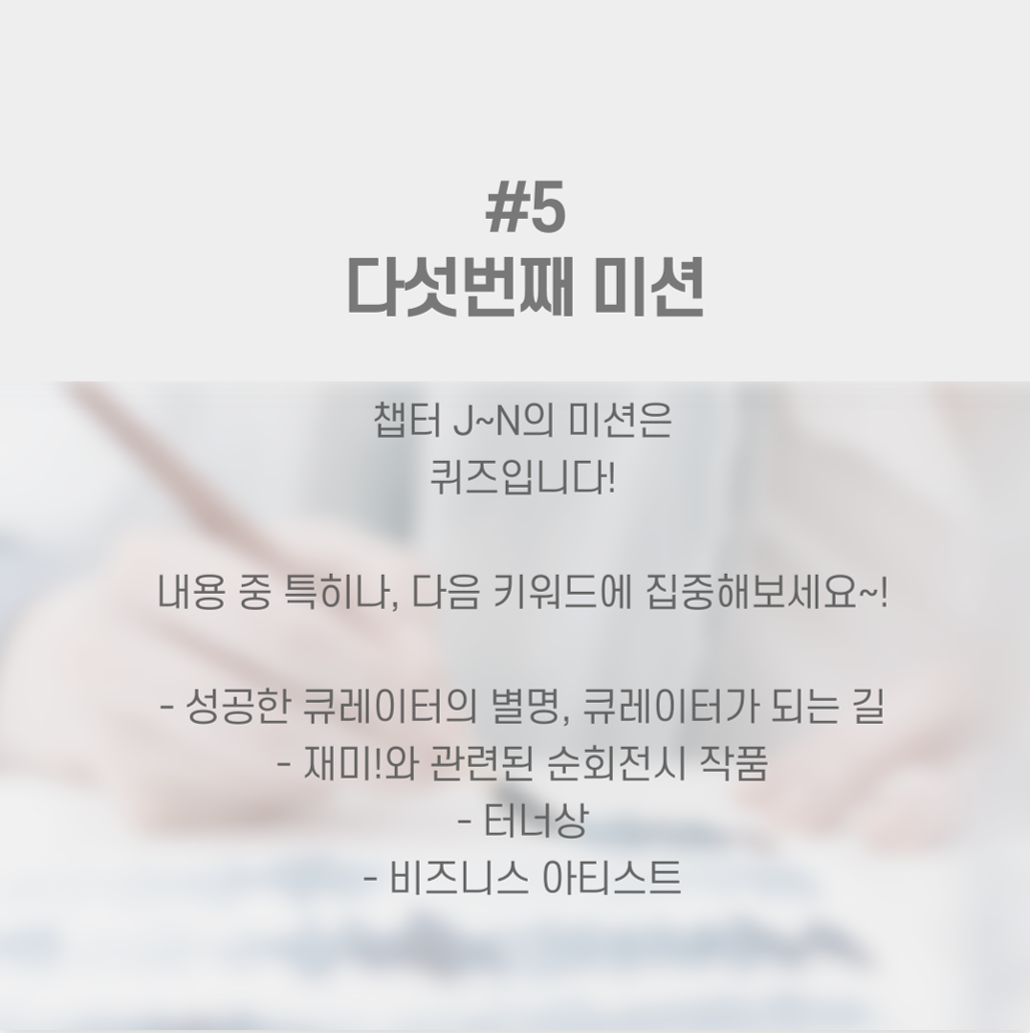 #5
다섯번째 미션
챕터 J~N의 미션은
퀴즈입니다!
내용 중 특히나, 다음 키워드에 집중해보세요~!
- 성공한 큐레이터의 별명, 큐레이터가 되는 길
- 재미!와 관련된 순회전시 작품
- 터너상
- 비즈니스 아티스트